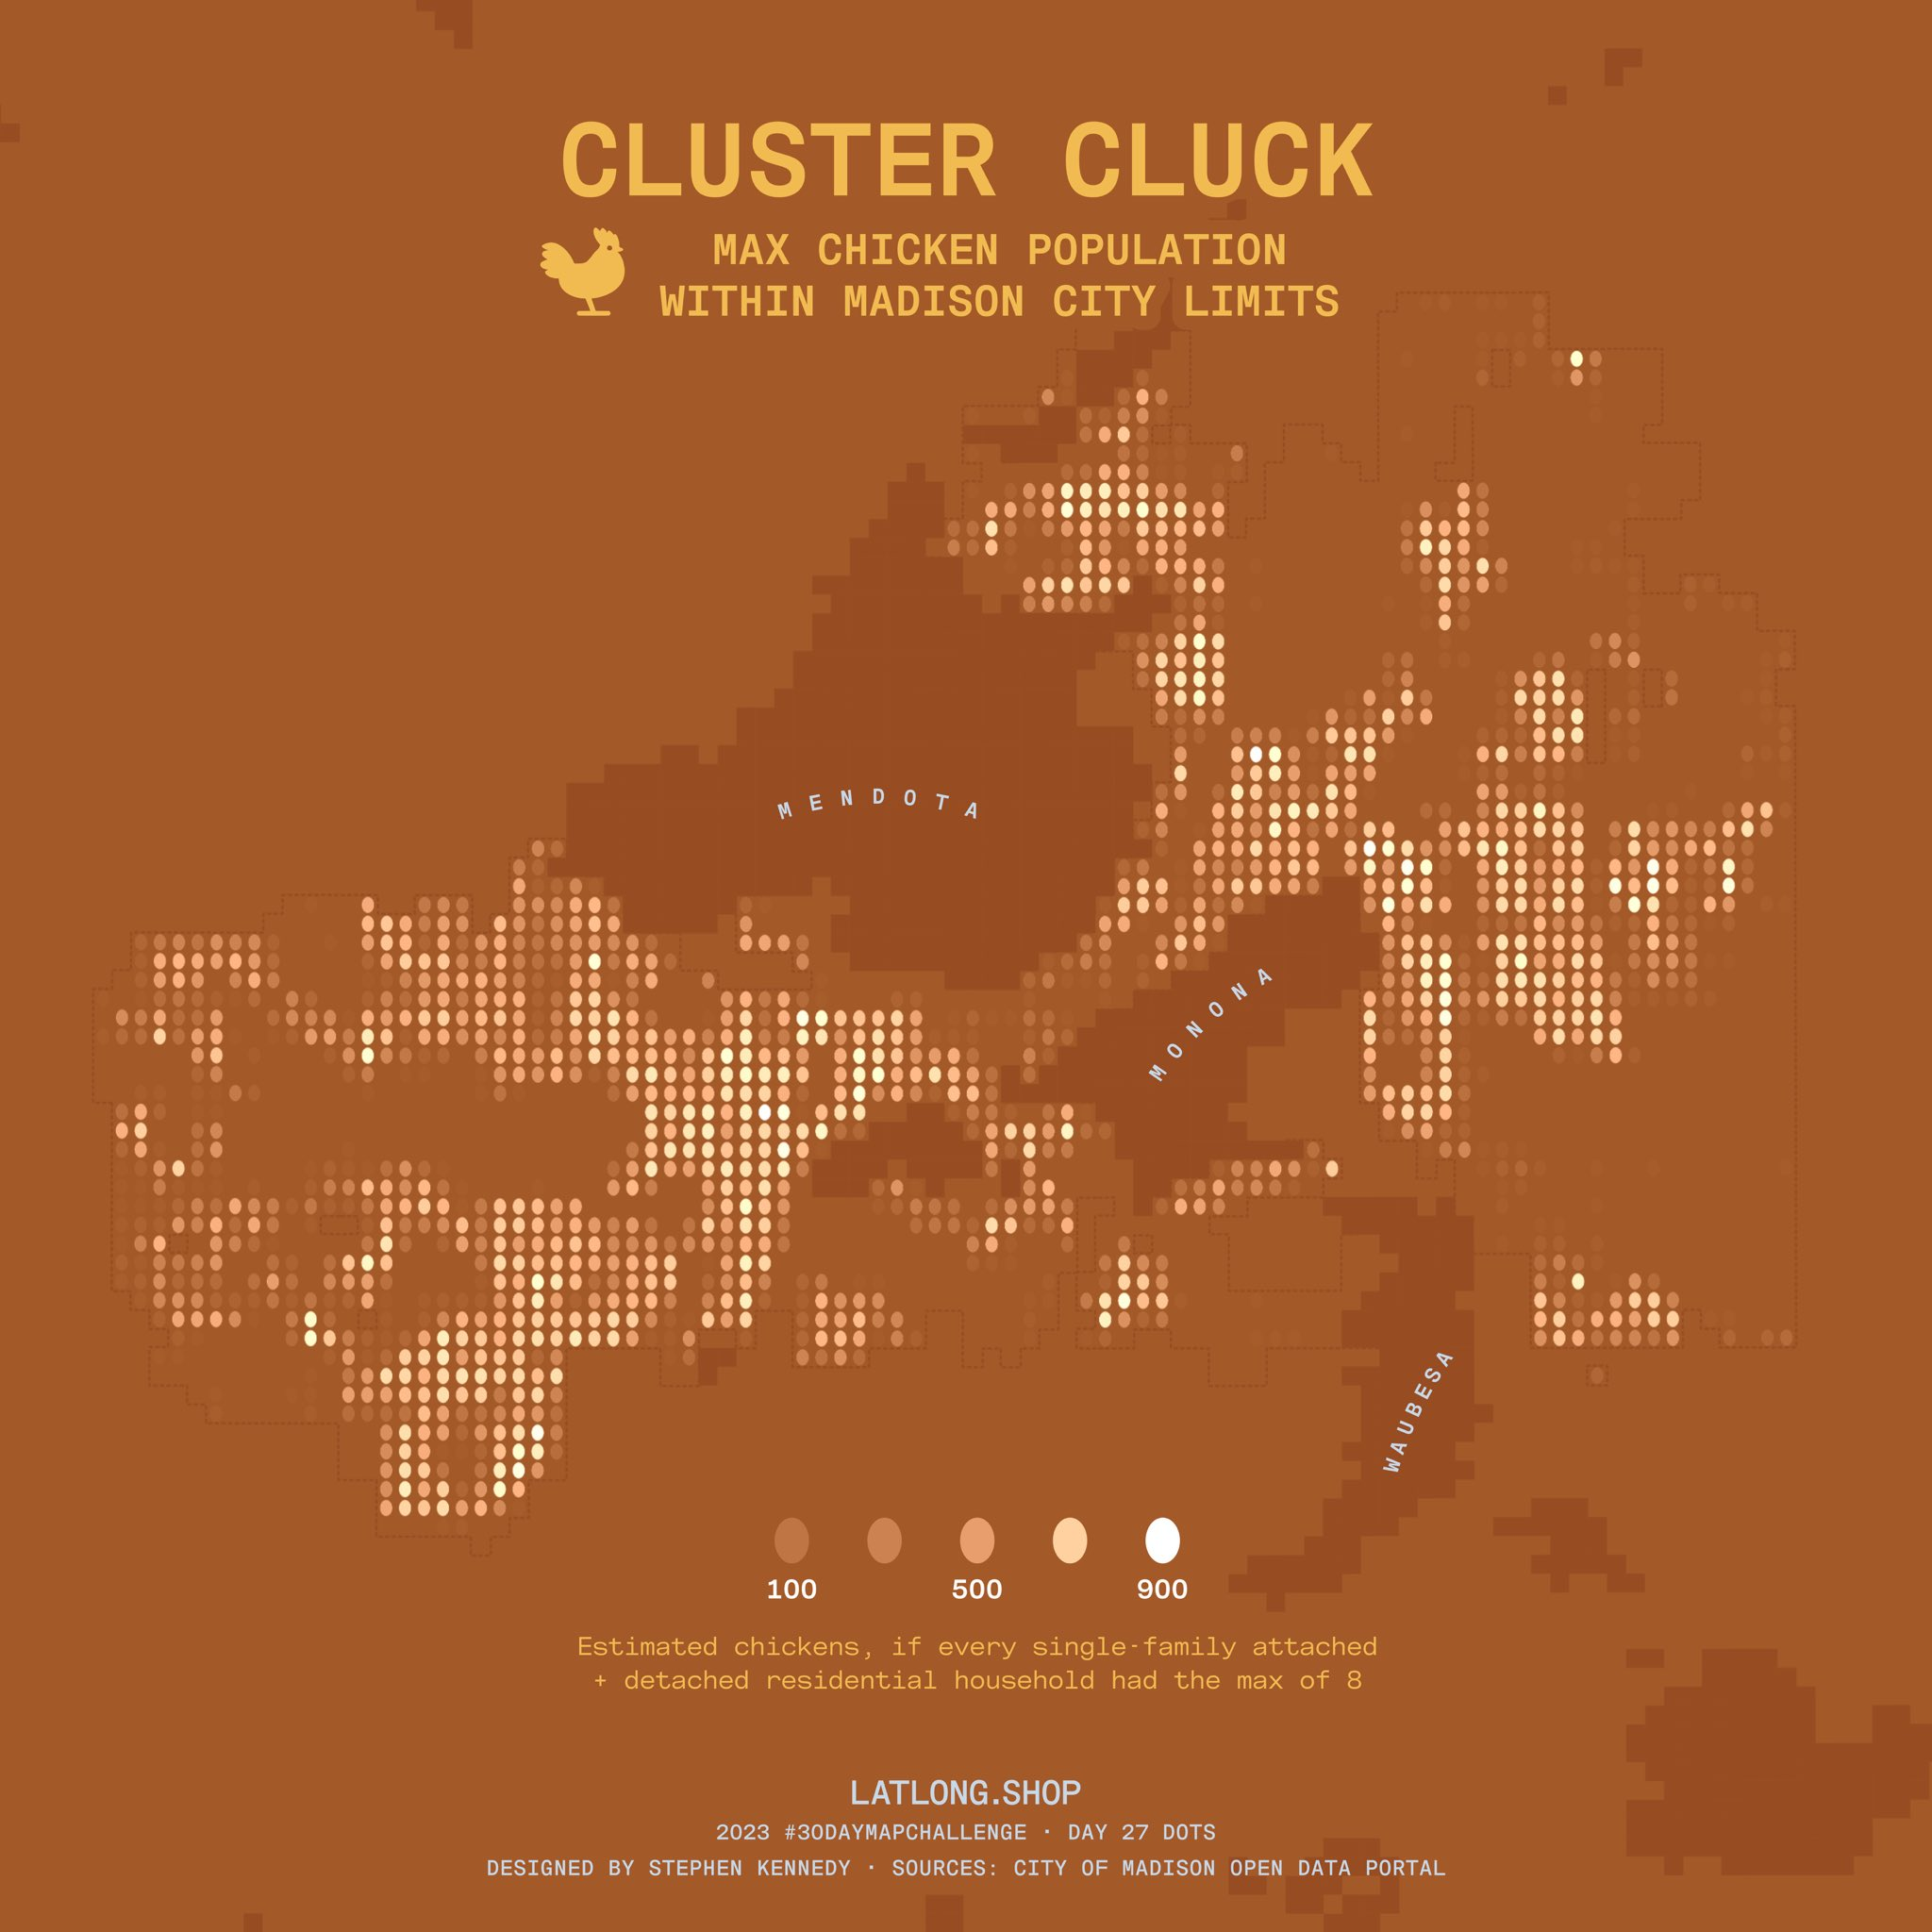 CLUSTER CLUCK
MAX CHICKEN POPULATION
WITHIN MADISON CITY LIMITS
MENDOTA
MONONA
WAUBESA
100 500 900
Estimated chickens, if every single-family attached
+ detached residential household had the max of 8
LATLONG.SHOP
2023 #30DAYMAPCHALLENGE · DAY 27 DOTS
DESIGNED BY STEPHEN KENNEDY · SOURCES: CITY OF MADISON OPEN DATA PORTAL